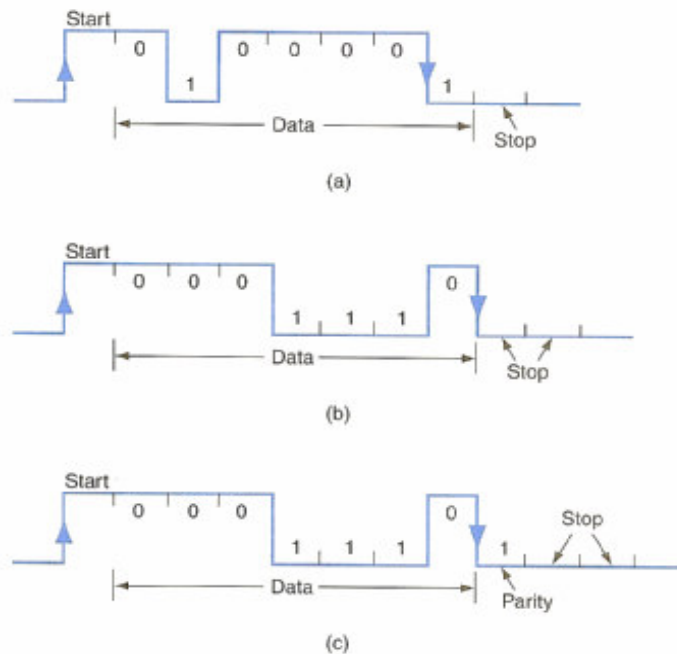 Start
0 0 0 0 0
1 1
Data
Stop
(a)
Start
0 0 0 0
1 1 1
Data
Stop
(b)
Start
0 0 0 0 Stop
1 1 1 1
Data Parity
(c)